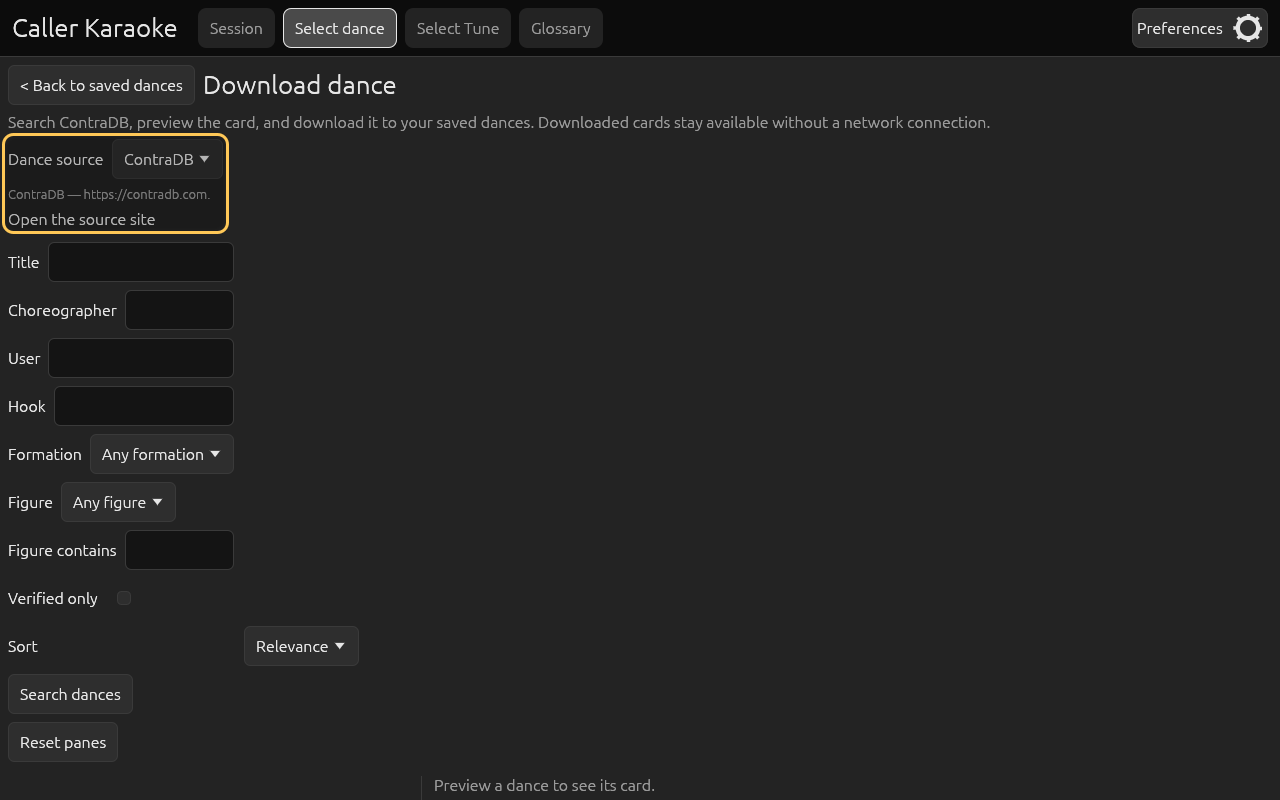 Caller Karaoke Session Select dance Select Tune Glossary Preferences
< Back to saved dances Download dance
Search ContraDB, preview the card, and download it to your saved dances. Downloaded cards stay available without a network connection.
Dance source ContraDB
ContraDB — https://contradb.com.
Open the source site
Title
Choreographer
User
Hook
Formation Any formation
Figure Any figure
Figure contains
Verified only
Sort Relevance
Search dances
Reset panes
Preview a dance to see its card.